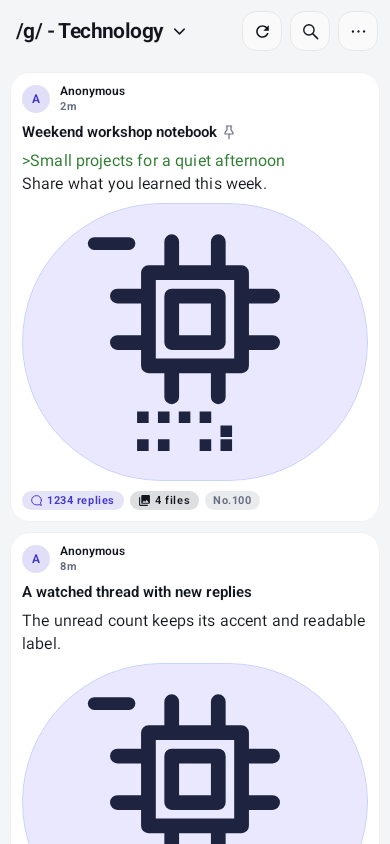 /g/ - Technology
A
Anonymous
2m
Weekend workshop notebook
>Small projects for a quiet afternoon
Share what you learned this week.
1234 replies
4 files
No.100
A
Anonymous
8m
A watched thread with new replies
The unread count keeps its accent and readable
label.